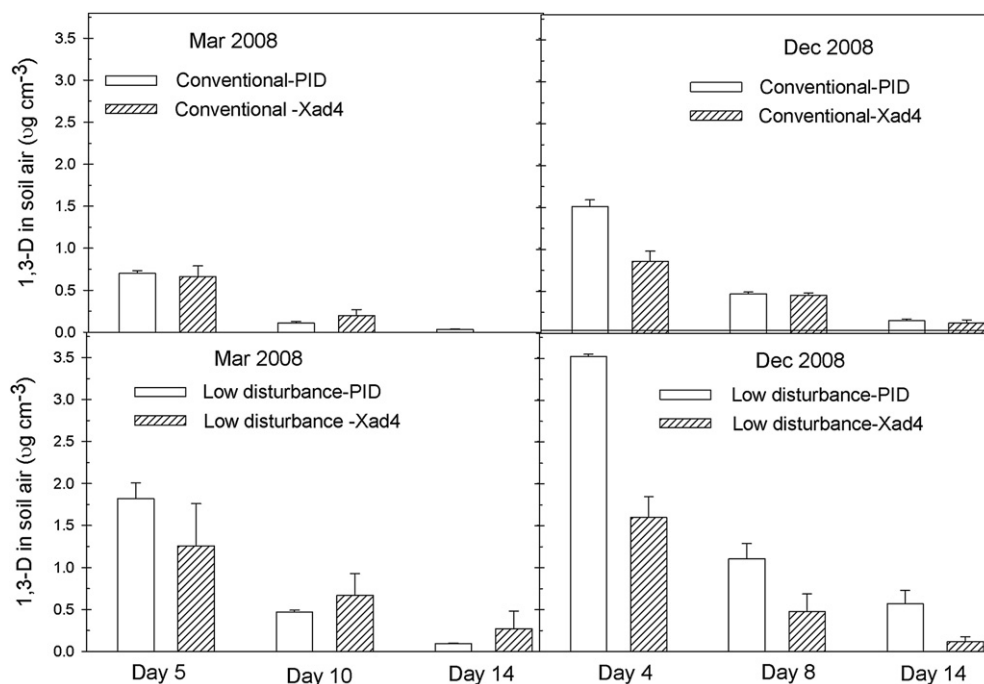 1,3-D in soil air (υg cm-3)
3.5
3.0
2.5
2.0
1.5
1.0
0.5
0.0
Mar 2008
Conventional-PID
Conventional -Xad4
Dec 2008
Conventional-PID
Conventional-Xad4
1,3-D in soil air (υg cm-3)
3.5
3.0
2.5
2.0
1.5
1.0
0.5
0.0
Mar 2008
Low disturbance-PID
Low disturbance -Xad4
Dec 2008
Low disturbance-PID
Low disturbance-Xad4
Day 5
Day 10
Day 14
Day 4
Day 8
Day 14